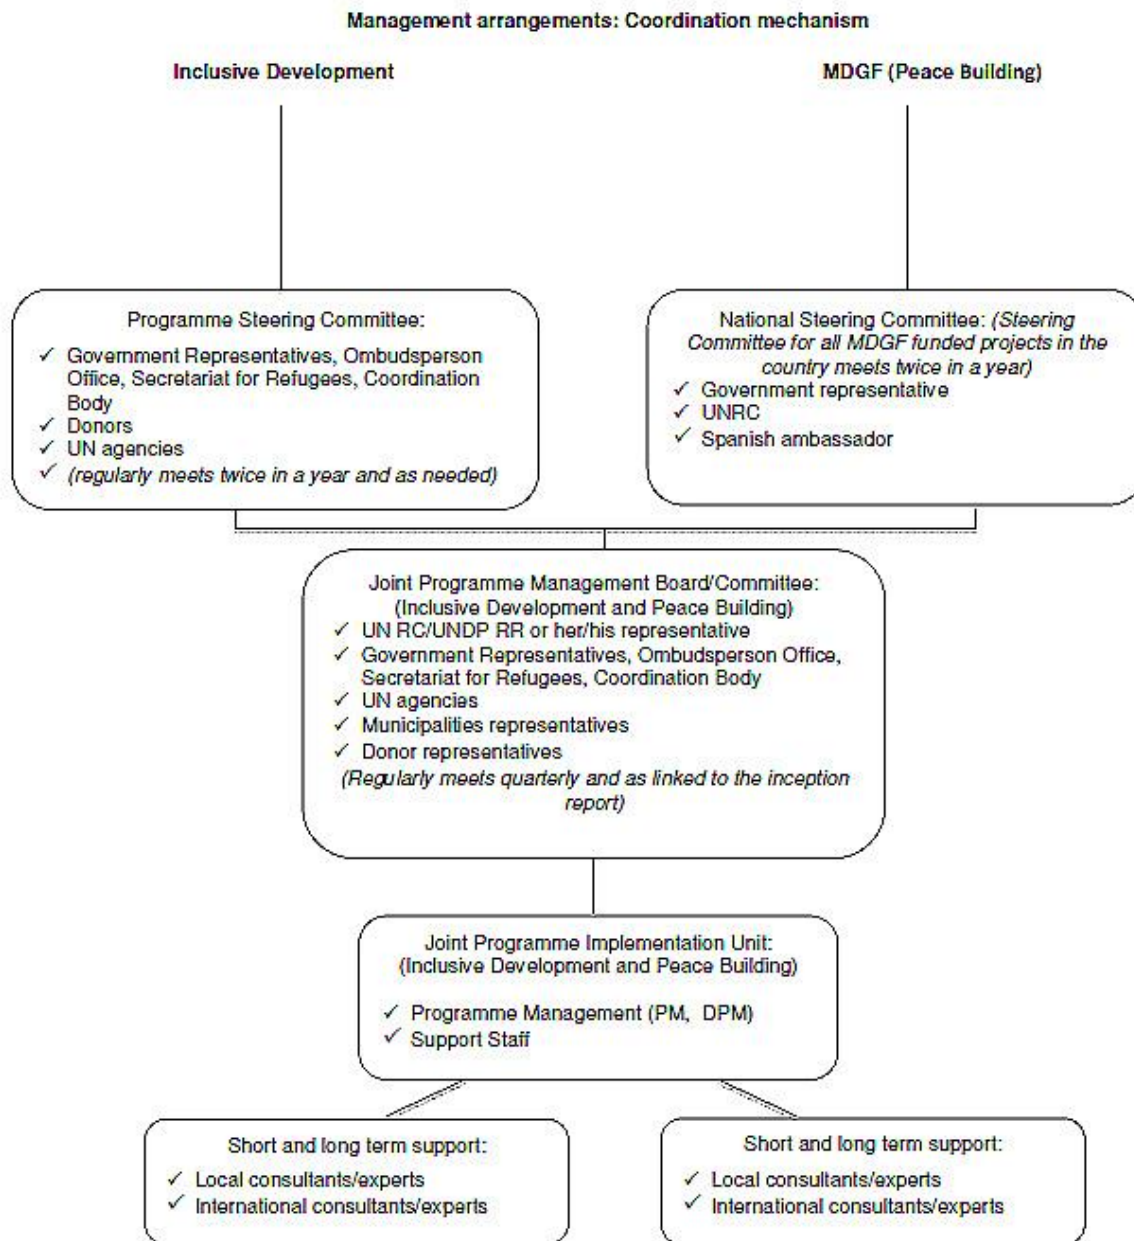 Management arrangements: Coordination mechanism
Inclusive Development
MDGF (Peace Building)
Programme Steering Committee:
✓ Government Representatives, Ombudsperson
Office, Secretariat for Refugees, Coordination
Body
✓ Donors
✓ UN agencies
✓ (regularly meets twice in a year and as needed)
National Steering Committee: (Steering
Committee for all MDGF funded projects in the
country meets twice in a year)
✓ Government representative
✓ UNRC
✓ Spanish ambassador
Joint Programme Management Board/Committee:
(Inclusive Development and Peace Building)
✓ UN RC/UNDP RR or her/his representative
✓ Government Representatives, Ombudsperson Office,
Secretariat for Refugees, Coordination Body
✓ UN agencies
✓ Municipalities representatives
✓ Donor representatives
(Regularly meets quarterly and as linked to the inception
report)
Joint Programme Implementation Unit:
(Inclusive Development and Peace Building)
✓ Programme Management (PM, DPM)
✓ Support Staff
Short and long term support:
✓ Local consultants/experts
✓ International consultants/experts
Short and long term support:
✓ Local consultants/experts
✓ International consultants/experts